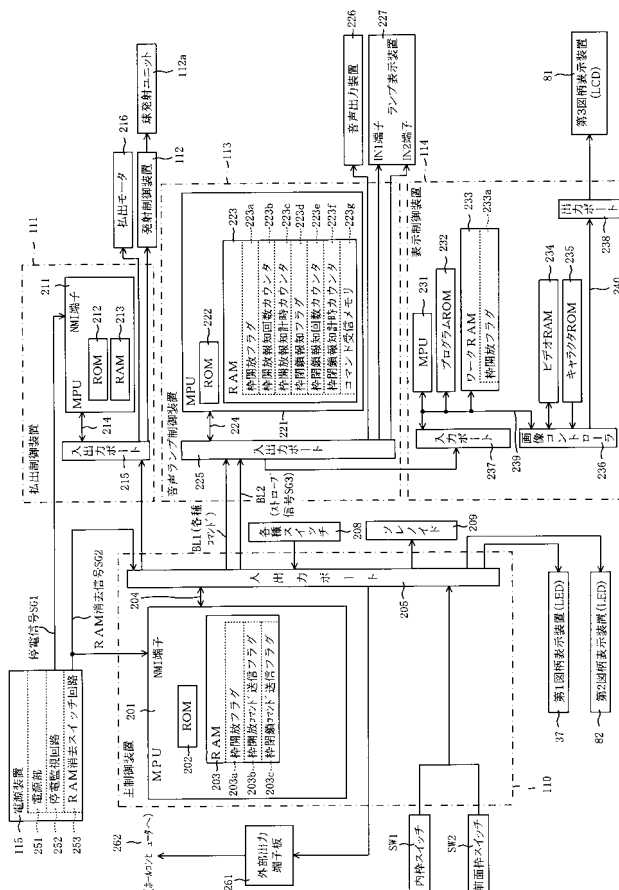 115
電源装置
251
電源部
252
停電監視回路
253
RAM消去スイッチ回路
停電信号SG1
RAM消去信号SG2
111
払出制御装置
211
NMI端子
MPU
ROM
212
RAM
213
214
入出力ポート
215
216
払出モータ
112
発射制御装置
球発射ユニット
112a
113
音声ランプ制御装置
MPU
ROM
222
RAM
223
枠開放フラグ
223a
枠開放報知回数カウンタ
223b
枠開放報知計時カウンタ
223c
枠閉鎖報知フラグ
223d
枠閉鎖報知回数カウンタ
223e
枠閉鎖報知計時カウンタ
223f
コマンド受信メモリ
223g
221
224
入出力ポート
225
音声出力装置
226
227
ランプ表示装置
IN1端子
IN2端子
BL1(各種コマンド)
BL2
(ストローブ信号SG3)
114
表示制御装置
MPU
231
プログラムROM
232
ワークRAM
233
枠開放フラグ
233a
ビデオRAM
234
キャラクタROM
235
入力ポート
237
239
画像コントローラ
236
240
出力ポート
238
81
第3図柄表示装置
(LCD)
主制御装置
110
201
MPU
NMI端子
ROM
202
RAM
203
枠開放フラグ
203a
枠開放コマンド送信フラグ
203b
枠閉鎖コマンド送信フラグ
203c
204
入出力ポート
205
各種スイッチ
208
ソレノイド
209
第1図柄表示装置(LED)
37
第2図柄表示装置(LED)
82
262
(ホールコンピュータへ)
外部出力
端子板
261
SW1
内枠スイッチ
SW2
前面枠スイッチ